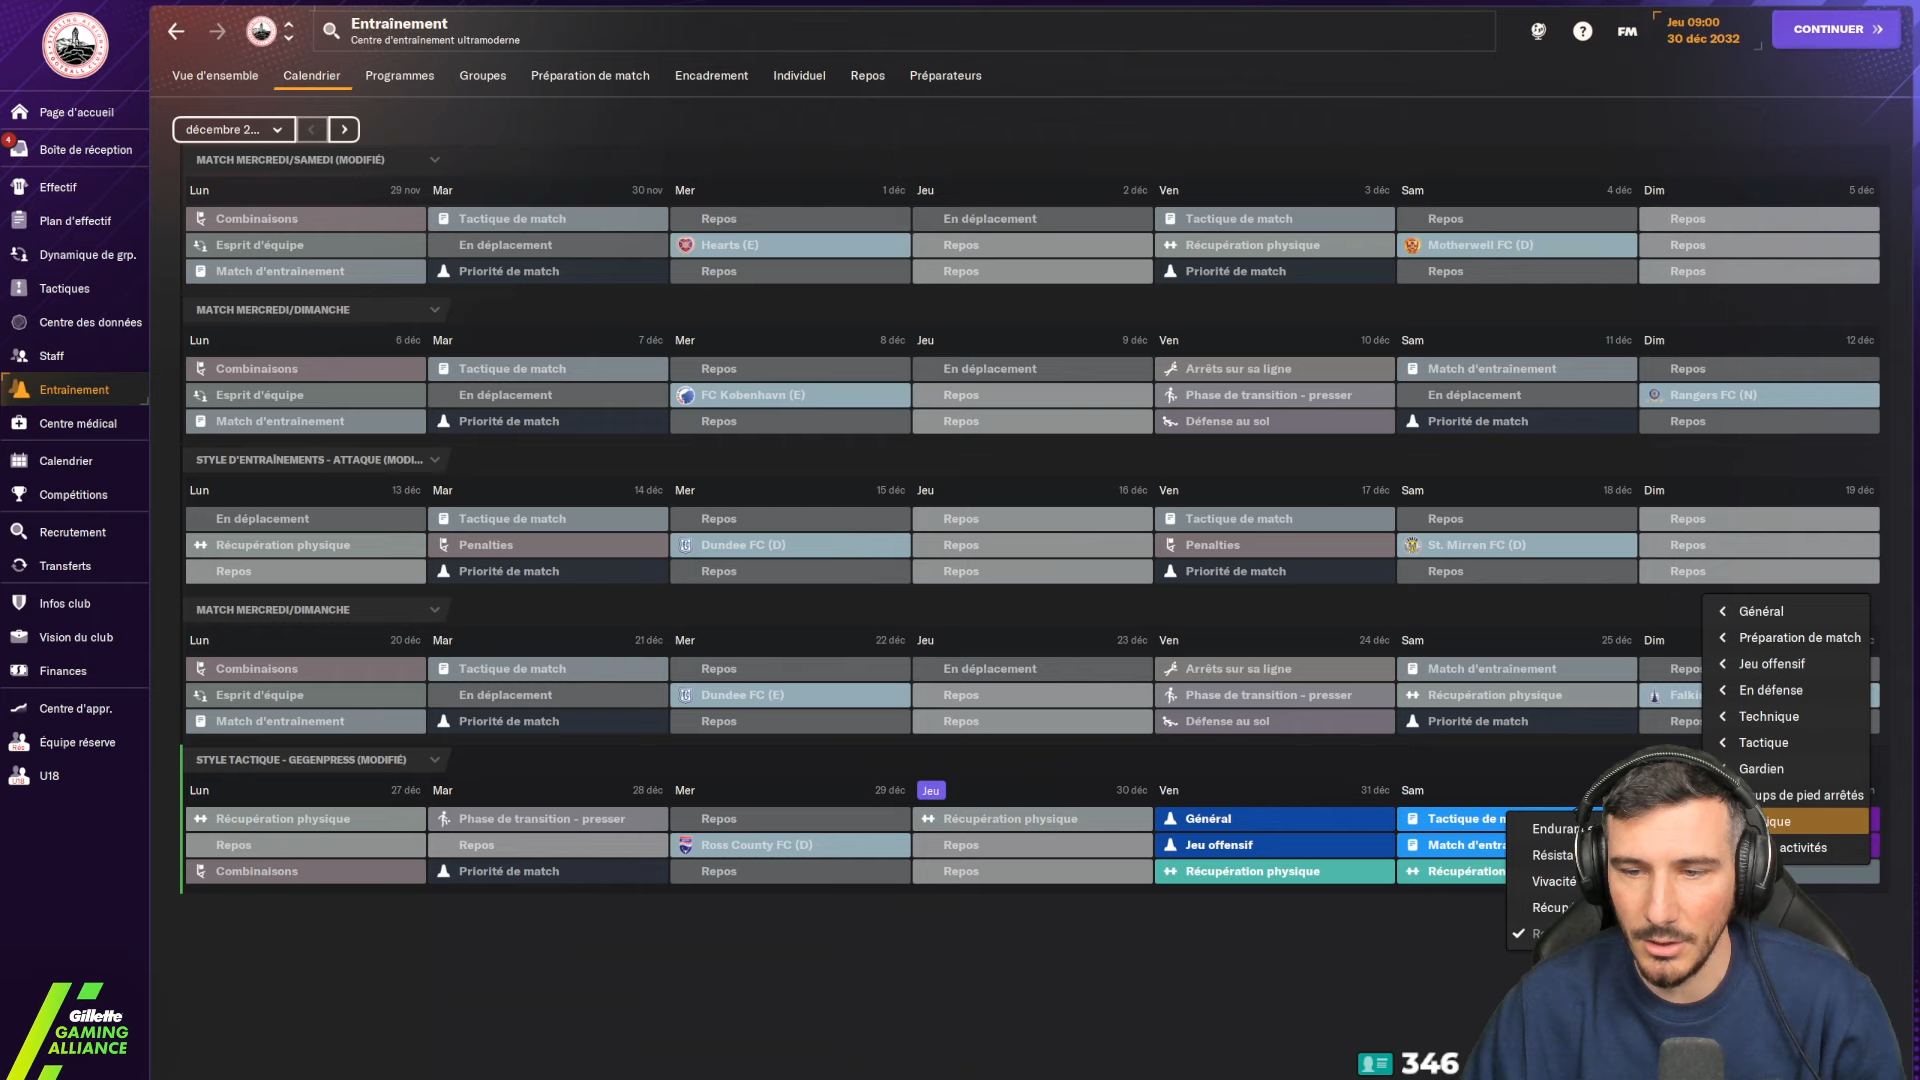 Entraînement
Centre d'entraînement ultramoderne
FM
Jeu 09:00
30 déc 2032
CONTINUER
Vue d'ensemble Calendrier Programmes Groupes Préparation de match Encadrement Individuel Repos Préparateurs
Page d'accueil
4
Boîte de réception
Effectif
Plan d'effectif
Dynamique de grp.
Tactiques
Centre des données
Staff
Entraînement
Centre médical
Calendrier
Compétitions
Recrutement
Transferts
Infos club
Vision du club
Finances
Centre d'appr.
Équipe réserve
U18
Gillette
GAMING
ALLIANCE
décembre 2...
MATCH MERCREDI/SAMEDI (MODIFIÉ)
Lun 29 nov Mar 30 nov Mer 1 déc Jeu 2 déc Ven 3 déc Sam 4 déc Dim 5 déc
Combinaisons Tactique de match Repos En déplacement Tactique de match Repos Repos
Esprit d'équipe En déplacement Hearts (E) Repos Récupération physique Motherwell FC (D) Repos
Match d'entraînement Priorité de match Repos Repos Priorité de match Repos Repos
MATCH MERCREDI/DIMANCHE
Lun 6 déc Mar 7 déc Mer 8 déc Jeu 9 déc Ven 10 déc Sam 11 déc Dim 12 déc
Combinaisons Tactique de match Repos En déplacement Arrêts sur sa ligne Match d'entraînement Repos
Esprit d'équipe En déplacement FC København (E) Repos Phase de transition - presser En déplacement Rangers FC (N)
Match d'entraînement Priorité de match Repos Repos Défense au sol Priorité de match Repos
STYLE D'ENTRAÎNEMENTS - ATTAQUE (MODI...
Lun 13 déc Mar 14 déc Mer 15 déc Jeu 16 déc Ven 17 déc Sam 18 déc Dim 19 déc
En déplacement Tactique de match Repos Repos Tactique de match Repos Repos
Récupération physique Penalties Dundee FC (D) Repos Penalties St. Mirren FC (D) Repos
Repos Priorité de match Repos Repos Priorité de match Repos Repos
MATCH MERCREDI/DIMANCHE
Lun 20 déc Mar 21 déc Mer 22 déc Jeu 23 déc Ven 24 déc Sam 25 déc Dim
Combinaisons Tactique de match Repos En déplacement Arrêts sur sa ligne Match d'entraînement Repos
Esprit d'équipe En déplacement Dundee FC (E) Repos Phase de transition - presser Récupération physique
Match d'entraînement Priorité de match Repos Repos Défense au sol Priorité de match Repos
STYLE TACTIQUE - GEGENPRESS (MODIFIÉ)
Lun 27 déc Mar 28 déc Mer 29 déc Jeu 30 déc Ven 31 déc Sam
Récupération physique Phase de transition - presser Repos Récupération physique Général Tactique de
Repos Repos Ross County FC (D) Repos Jeu offensif Match
Combinaisons Priorité de match Repos Repos Récupération physique Récupération
Général
Préparation de match
Jeu offensif
En défense
Technique
Tactique
Gardien
de pied arrêtés
activités
Vivacité
346